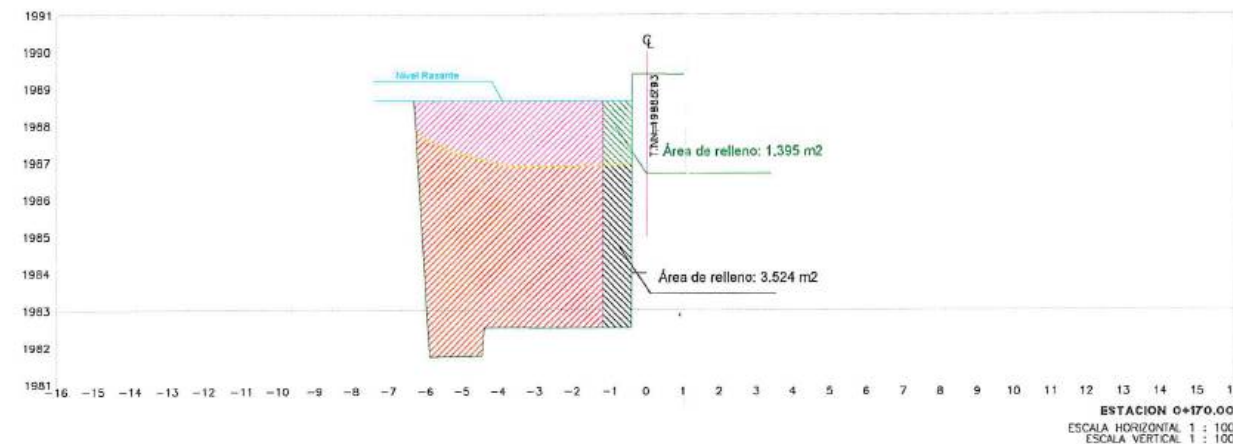 1991
1990
1989
1988
1987
1986
1985
1984
1983
1982
1981
Nivel Rasante
℄
Área de relleno: 1.395 m2
Área de relleno: 3.524 m2
-16 -15 -14 -13 -12 -11 -10 -9 -8 -7 -6 -5 -4 -3 -2 -1 0 1 2 3 4 5 6 7 8 9 10 11 12 13 14 15
ESTACION 0+170.00
ESCALA HORIZONTAL 1 : 100
ESCALA VERTICAL 1 : 100